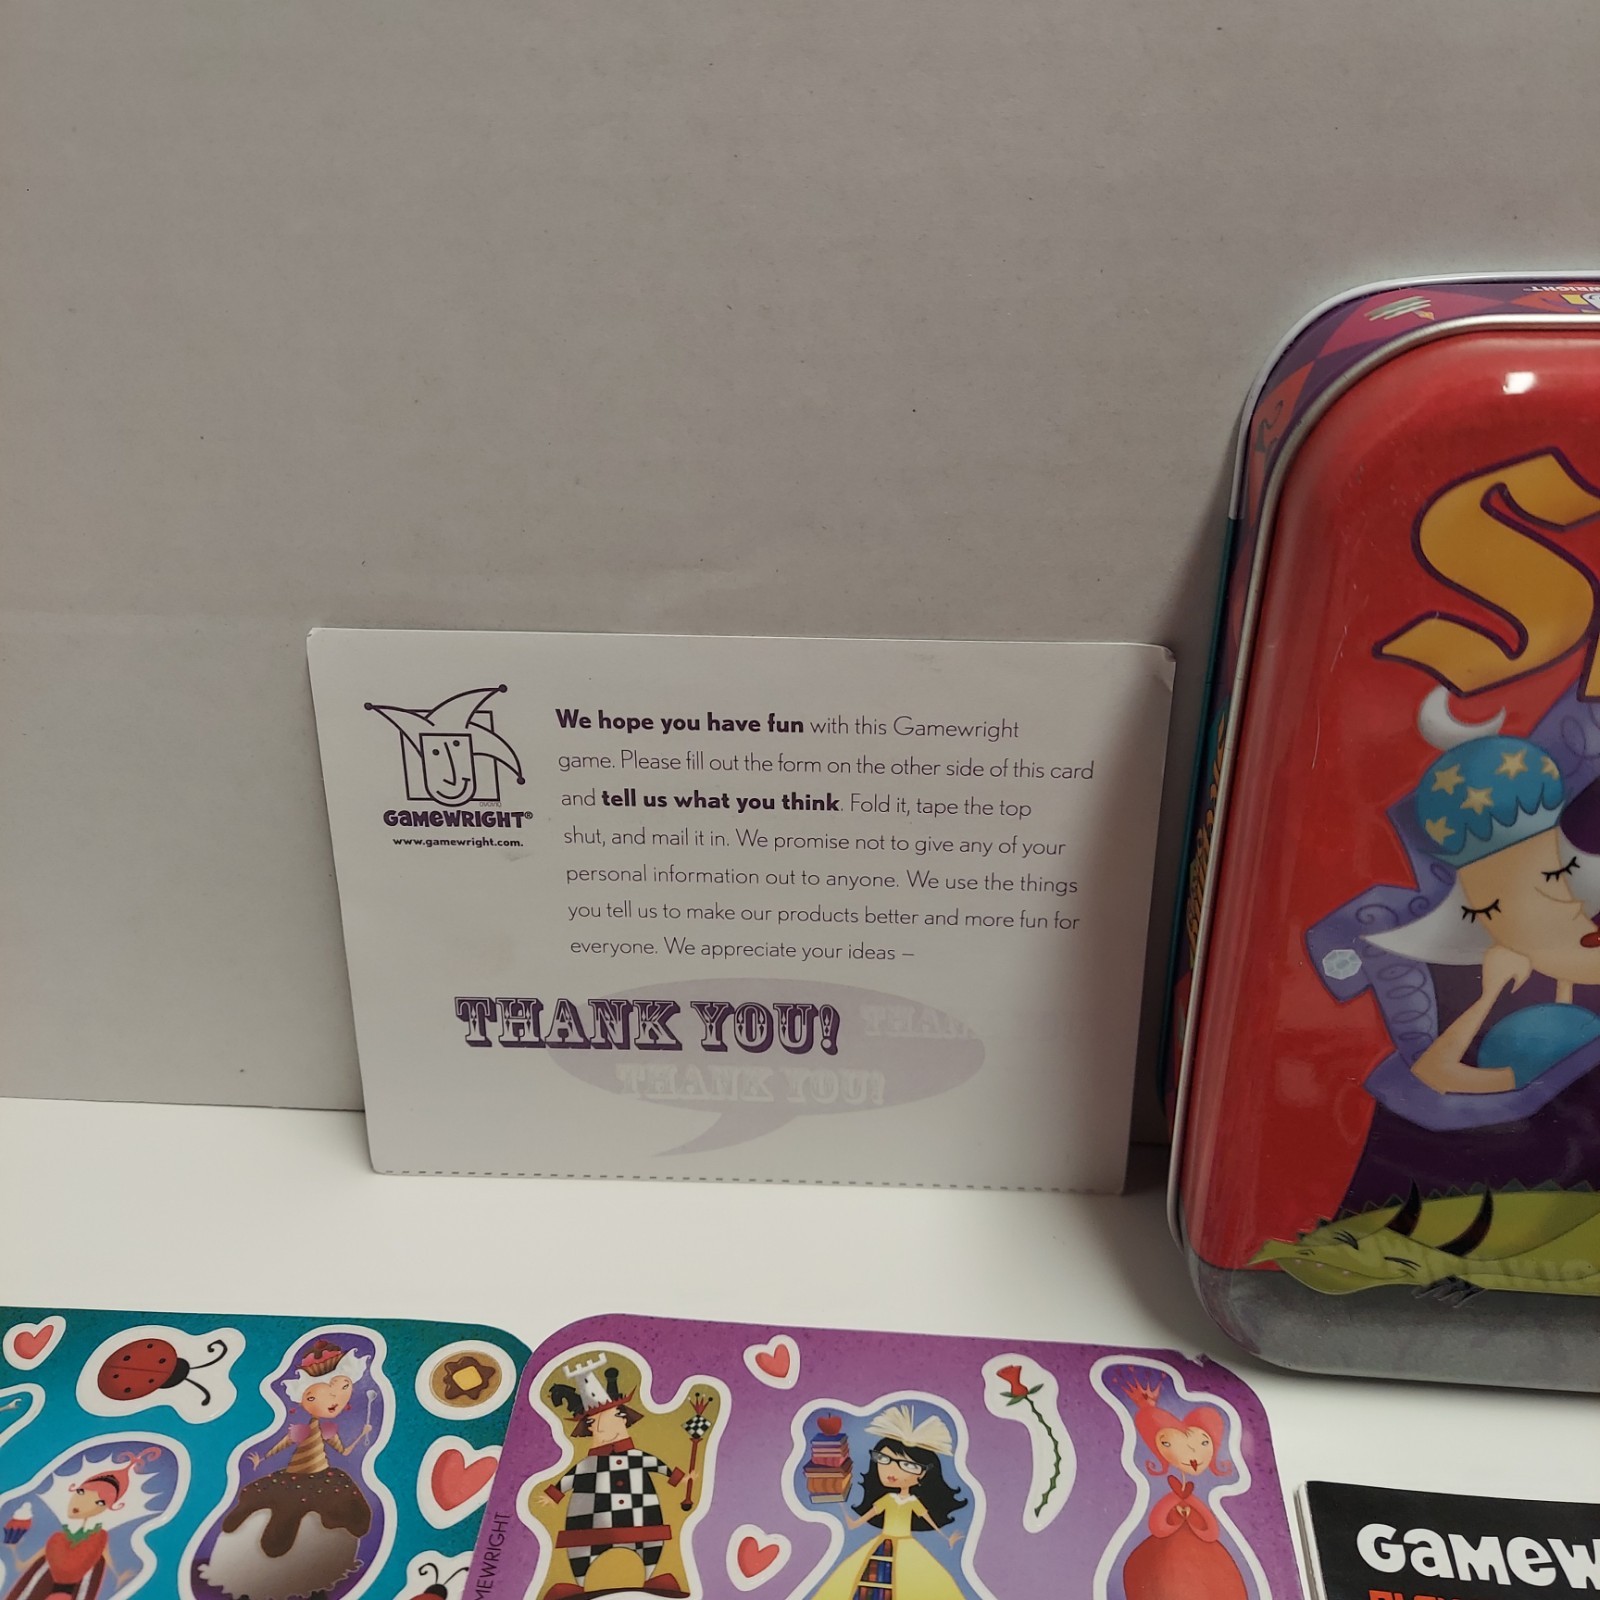 We hope you have fun with this Gamewright
game. Please fill out the form on the other side of this card
and tell us what you think. Fold it, tape the top
shut, and mail it in. We promise not to give any of your
personal information out to anyone. We use the things
you tell us to make our products better and more fun for
everyone. We appreciate your ideas –
GAMEWRIGHT®
www.gamewright.com.
THANK YOU!
THANK YOU!